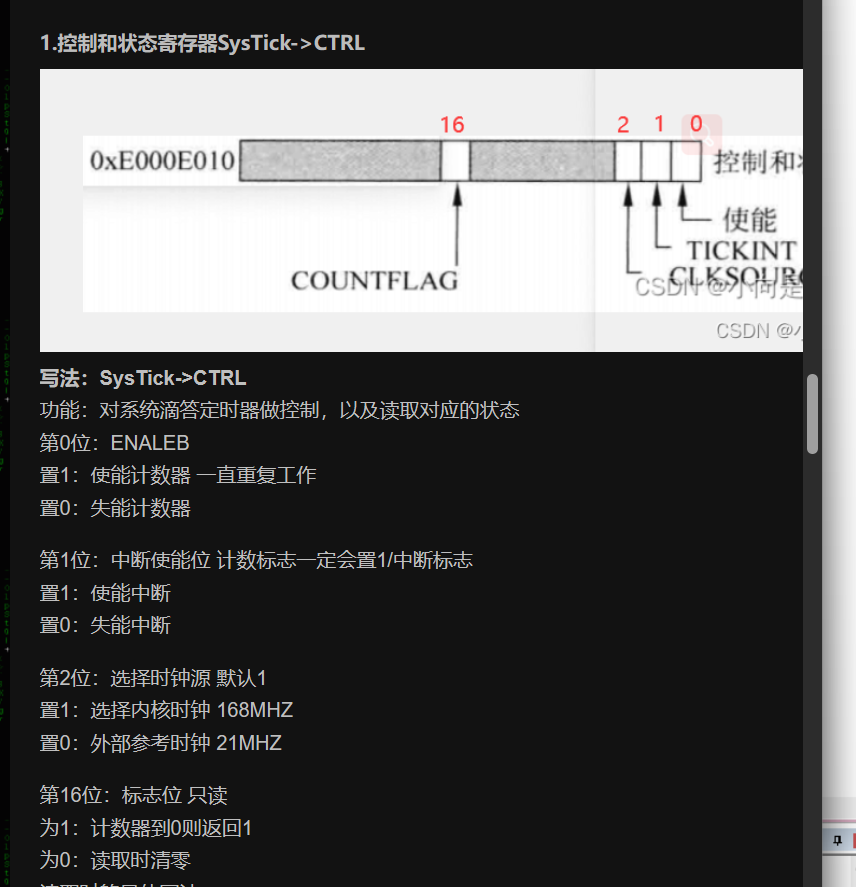 1.控制和状态寄存器SysTick->CTRL
16 2 1 0
0xE000E010 控制和
使能
TICKINT
COUNTFLAG
CSDN @小向是
CSDN @
写法：SysTick->CTRL
功能：对系统滴答定时器做控制，以及读取对应的状态
第0位：ENALEB
置1：使能计数器 一直重复工作
置0：失能计数器
第1位：中断使能位 计数标志一定会置1/中断标志
置1：使能中断
置0：失能中断
第2位：选择时钟源 默认1
置1：选择内核时钟 168MHZ
置0：外部参考时钟 21MHZ
第16位：标志位 只读
为1：计数器到0则返回1
为0：读取时清零